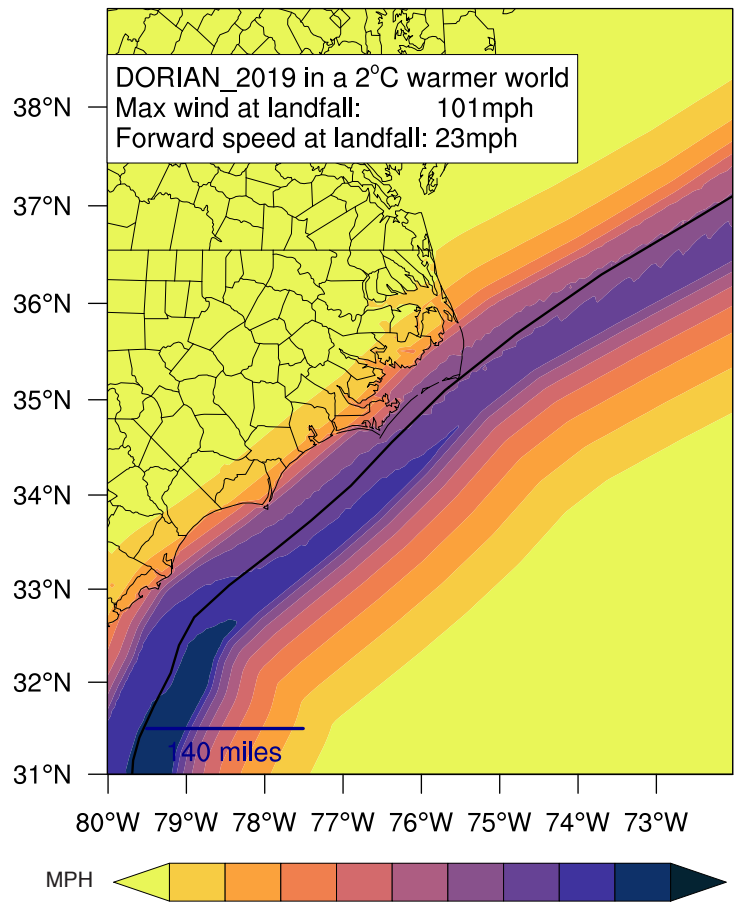 DORIAN_2019 in a 2°C warmer world
Max wind at landfall: 101mph
Forward speed at landfall: 23mph
38°N
37°N
36°N
35°N
34°N
33°N
32°N
31°N
140 miles
80°W 79°W 78°W 77°W 76°W 75°W 74°W 73°W
MPH